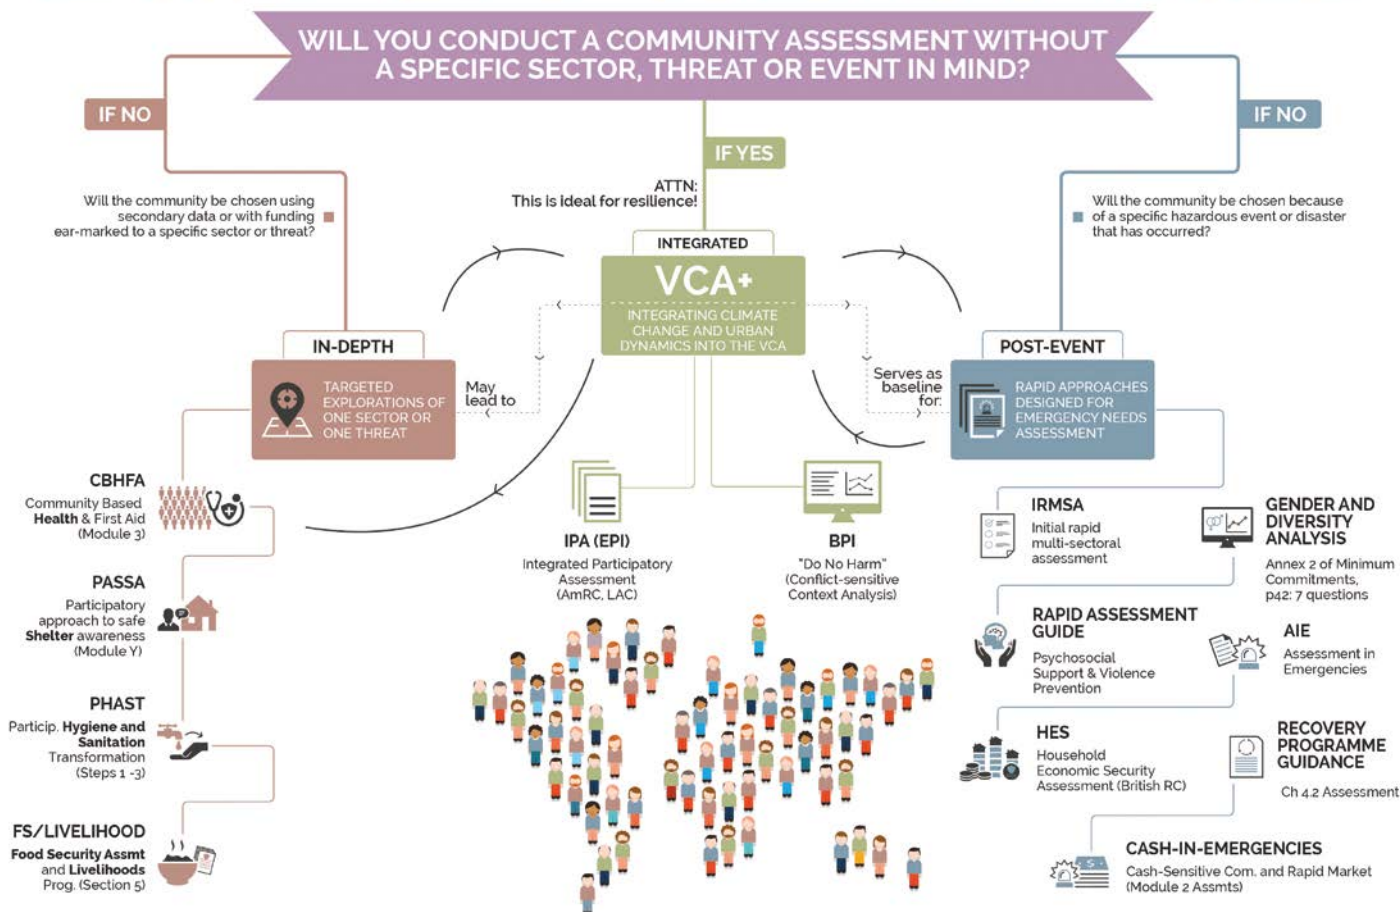 WILL YOU CONDUCT A COMMUNITY ASSESSMENT WITHOUT
A SPECIFIC SECTOR, THREAT OR EVENT IN MIND?
IF NO
IF YES
IF NO
Will the community be chosen using
secondary data or with funding
ear-marked to a specific sector or threat?
ATTN:
This is ideal for resilience!
Will the community be chosen because
of a specific hazardous event or disaster
that has occurred?
INTEGRATED
VCA+
INTEGRATING CLIMATE
CHANGE AND URBAN
DYNAMICS INTO THE VCA
IN-DEPTH
TARGETED
EXPLORATIONS OF
ONE SECTOR OR
ONE THREAT
May
lead to
Serves as
baseline
for:
POST-EVENT
RAPID APPROACHES
DESIGNED FOR
EMERGENCY NEEDS
ASSESSMENT
CBHFA
Community Based
Health & First Aid
(Module 3)
PASSA
Participatory
approach to safe
Shelter awareness
(Module Y)
PHAST
Particip. Hygiene and
Sanitation
Transformation
(Steps 1 -3)
FS/LIVELIHOOD
Food Security Assmt
and Livelihoods
Prog. (Section 5)
IPA (EPI)
Integrated Participatory
Assessment
(AmRC, LAC)
BPI
"Do No Harm"
(Conflict-sensitive
Context Analysis)
IRMSA
Initial rapid
multi-sectoral
assessment
GENDER AND
DIVERSITY
ANALYSIS
Annex 2 of Minimum
Commitments,
p42: 7 questions
RAPID ASSESSMENT
GUIDE
Psychosocial
Support & Violence
Prevention
AIE
Assessment in
Emergencies
HES
Household
Economic Security
Assessment (British RC)
RECOVERY
PROGRAMME
GUIDANCE
Ch 4.2 Assessment
CASH-IN-EMERGENCIES
Cash-Sensitive Com. and Rapid Market
(Module 2 Assmts)